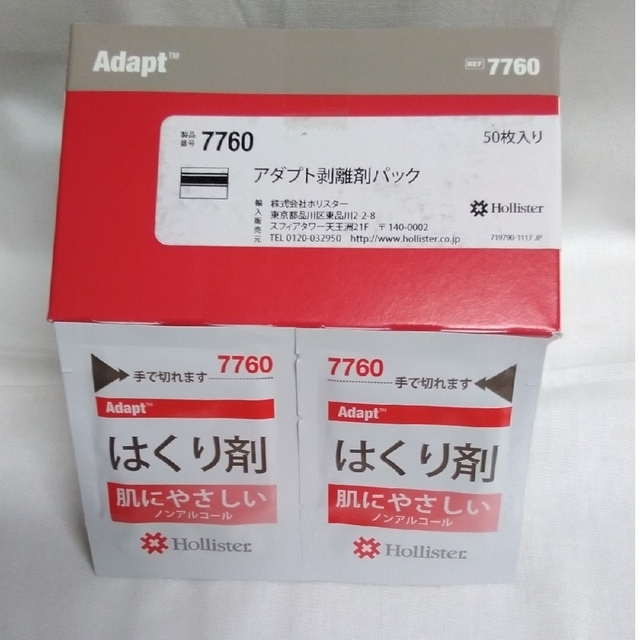 Adapt™
REF 7760
製品番号 7760
50枚入り
アダプト剥離剤パック
Hollister
輸入販売元
株式会社ホリスター
東京都品川区東品川2-2-8
スフィアタワー天王洲21F 〒140-0002
TEL 0120-032950 http://www.hollister.co.jp
719790-1117 JP
7760
手で切れます
Adapt™
はくり剤
肌にやさしい
ノンアルコール
Hollister
7760
手で切れます
Adapt™
はくり剤
肌にやさしい
ノンアルコール
Hollister